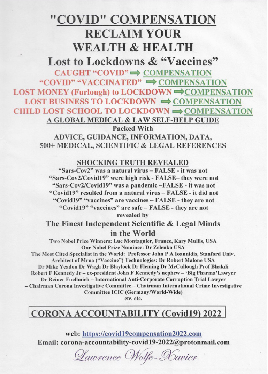 "COVID" COMPENSATION
RECLAIM YOUR
WEALTH & HEALTH
Lost to Lockdowns & "Vaccines"
CAUGHT "COVID" ⇒ COMPENSATION
"COVID" "VACCINATED" ⇒ COMPENSATION
LOST MONEY (Furlough) to LOCKDOWN ⇒ COMPENSATION
LOST BUSINESS TO LOCKDOWN ⇒ COMPENSATION
CHILD LOST SCHOOL TO LOCKDOWN ⇒ COMPENSATION
A GLOBAL MEDICAL & LAW SELF-HELP GUIDE
Packed With
ADVICE, GUIDANCE, INFORMATION, DATA,
500+ MEDICAL, SCIENTIFIC & LEGAL REFERENCES
SHOCKING TRUTH REVEALED
"Sars-Cov2" was a natural virus – FALSE - it was not
"Sars-Cov2/Covid19" were high risk - FALSE – they were not
"Sars-Cov2/Covid19" was a pandemic – FALSE - it was not
"Covid19" resulted from a natural virus – FALSE - it did not
"Covid19" "vaccines" are vaccines – FALSE - they are not
"Covid19" "vaccines" are safe – FALSE – they are not
revealed by
The Finest Independent Scientific & Legal Minds
in the World
Two Nobel Prize Winners: Luc Montagnier, France, Kary Mullis, USA
One Nobel Prize Nominee: Dr Zelenko USA
The Most Cited Scientist in the World: Professor John P A Ioannidis, Stanford Univ.
Architect of Mrna ("Vaccine") Technology: Dr Robert Malone USA
Dr Mike Yeadon Dr Wragh Dr Blaylock Dr Fleming Dr McCullough Prof Bhakdi
Robert F Kennedy Jr – ex-president John F Kennedy's nephew – "Big Pharma" Lawyer
Dr Reiner Fuellmich – International Anti Corporate Corruption Trial Lawyer
– Chairman Corona Investigative Committee – Chairman International Crime Investigative
Committee ICIC (Germany/World-Wide)
etc. etc.
CORONA ACCOUNTABILITY (Covid19) 2022
web: https://covid19compensation2022.com
Email: corona-accountability-covid19-2022@protonmail.com
Lawrence Wolfe-Xavier